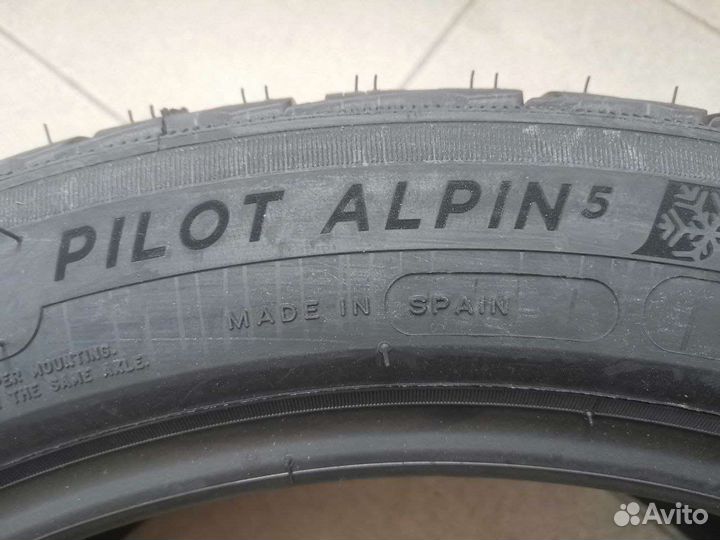 PILOT ALPIN5
MADE IN SPAIN
PER MOUNTING.
THE SAME AXLE.
Avito